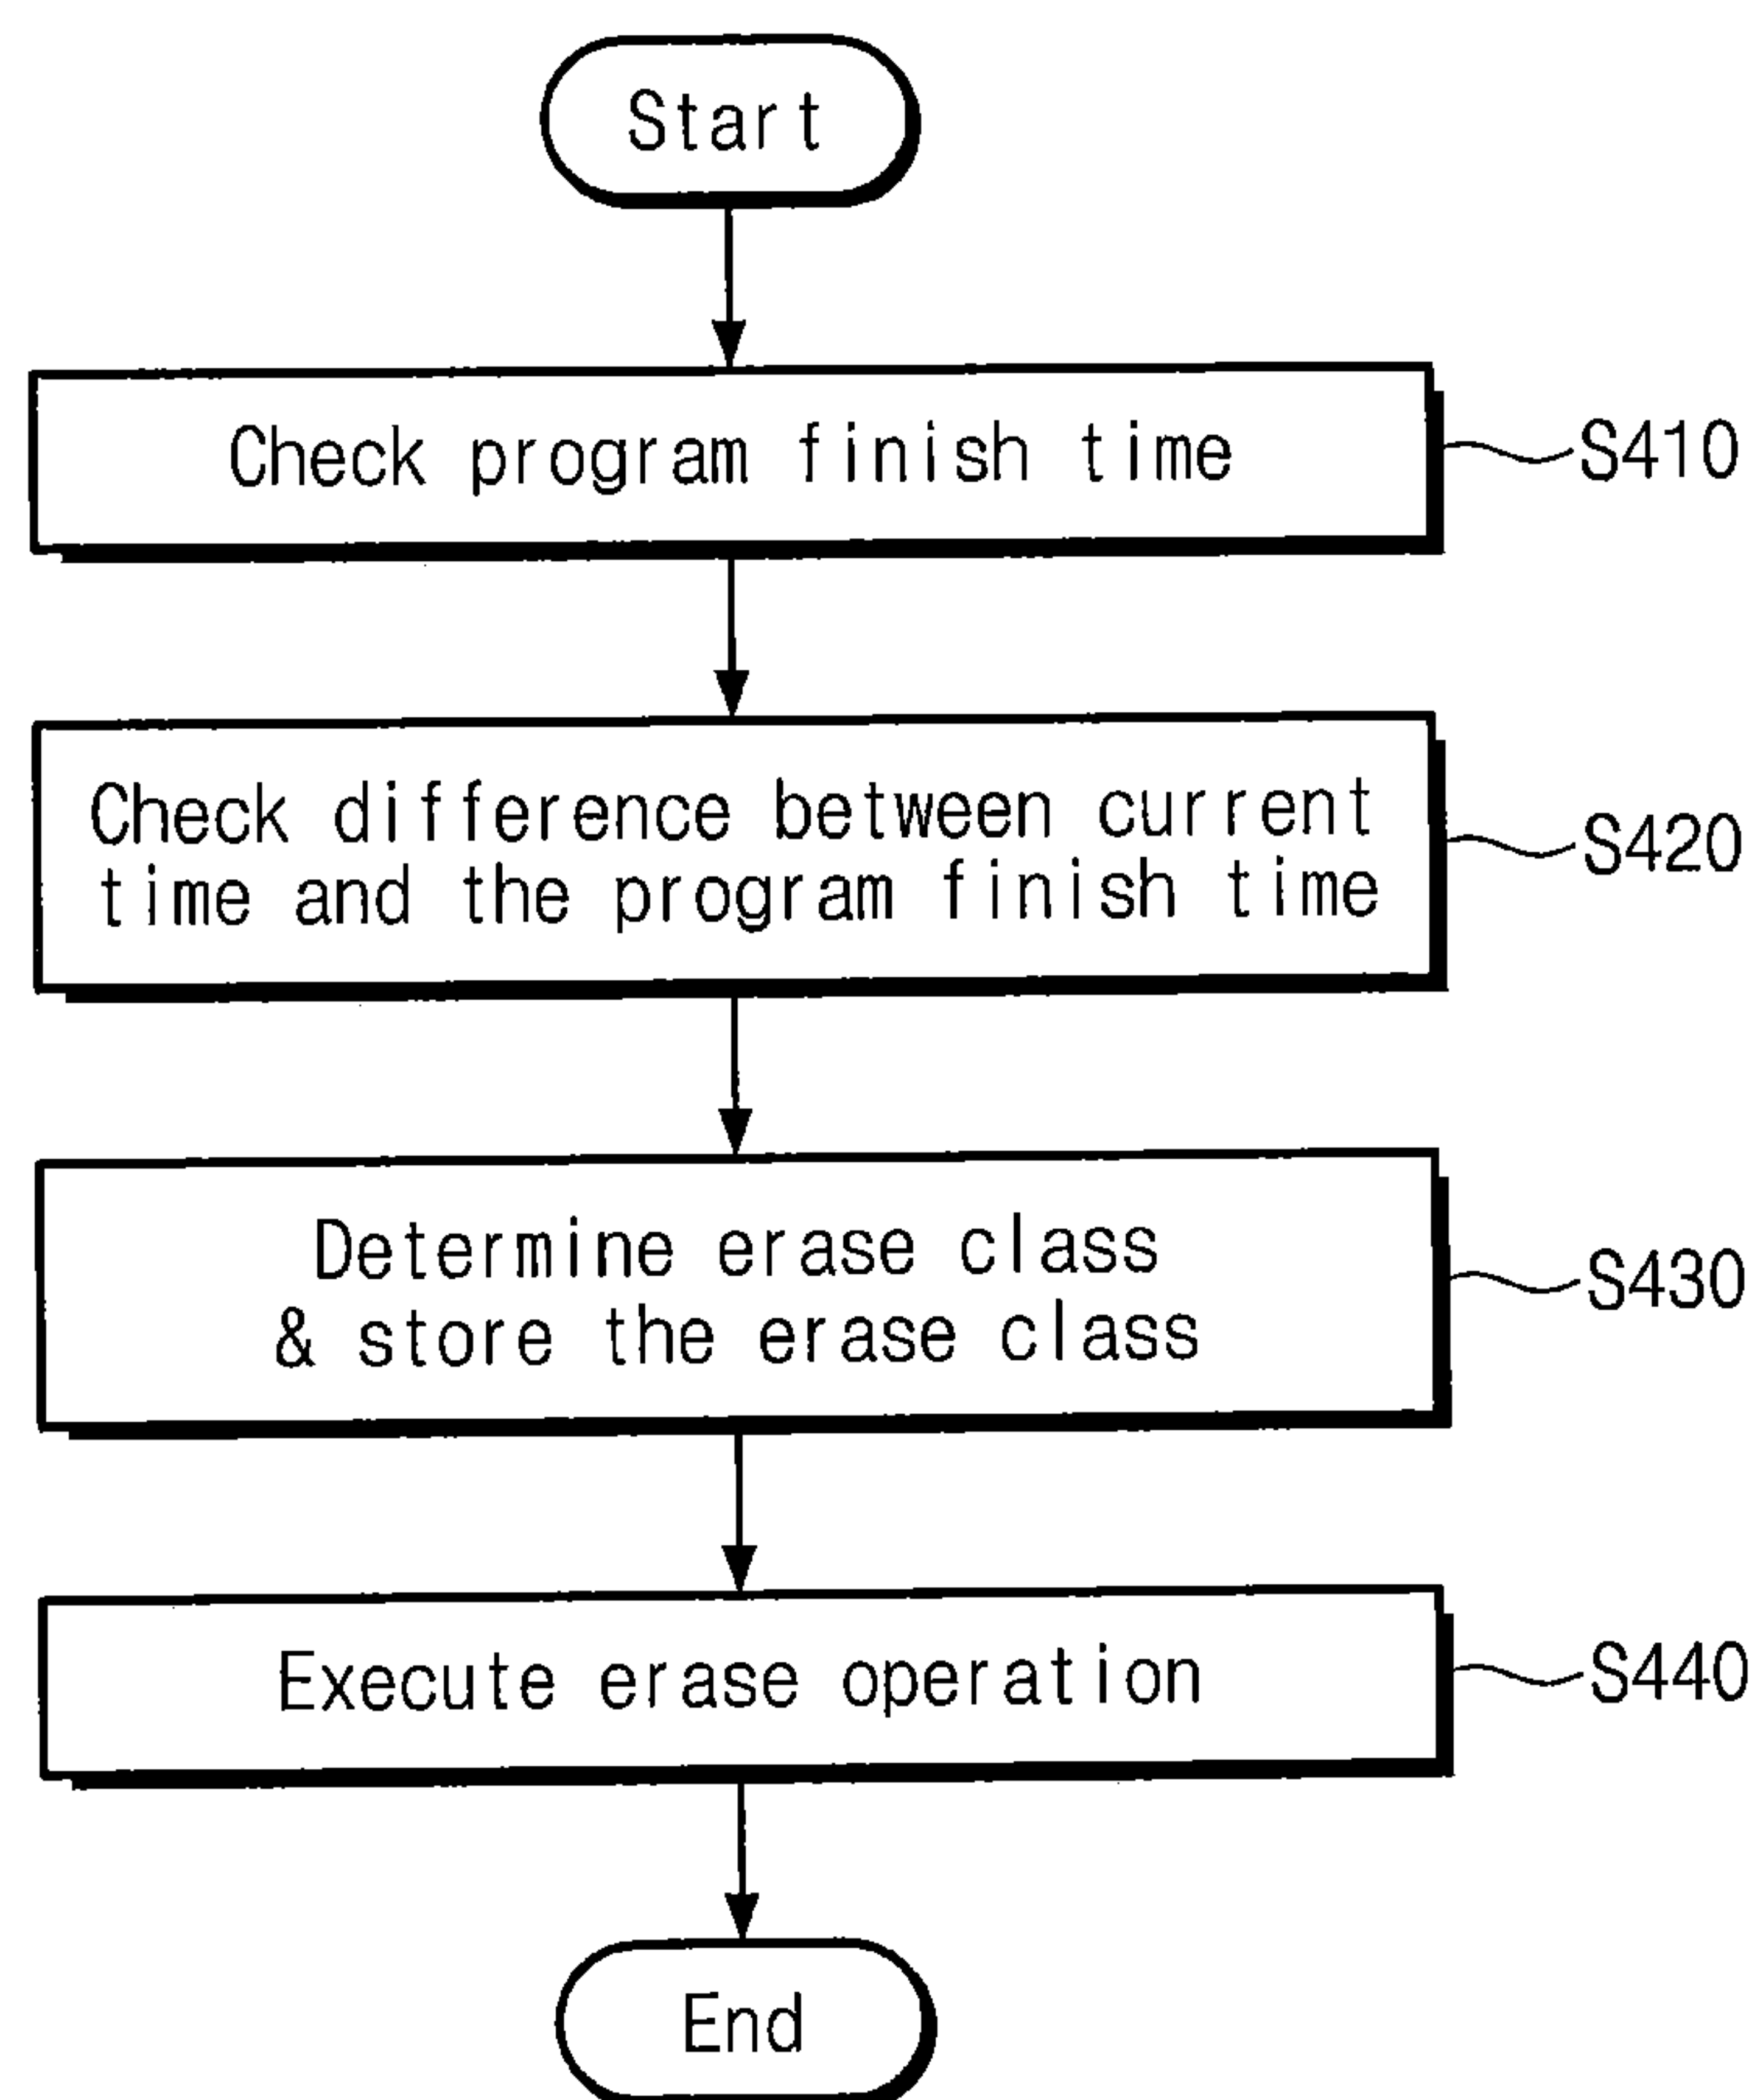 Start
Check program finish time
S410
Check difference between current
time and the program finish time
S420
Determine erase class
& store the erase class
S430
Execute erase operation
S440
End